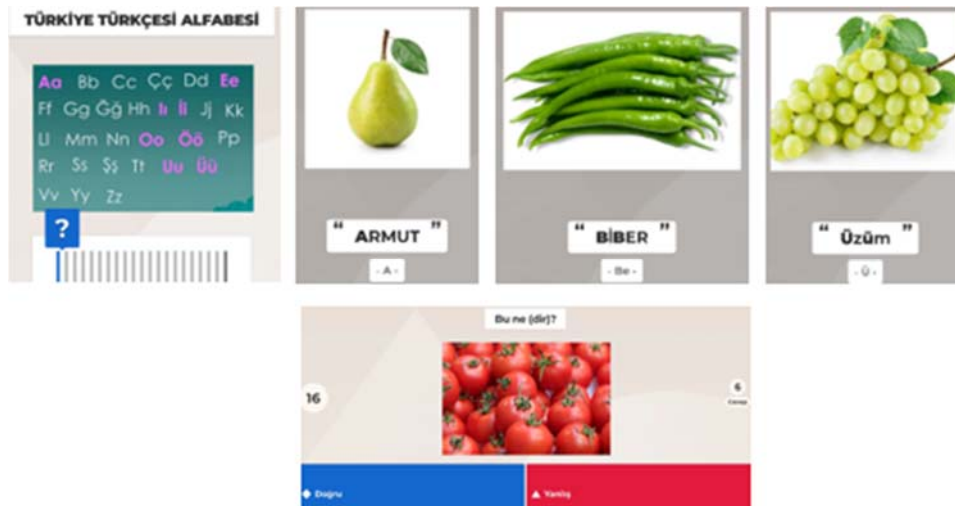 TÜRKİYE TÜRKÇESİ ALFABESİ
Aa Bb Cc Çç Dd Ee
Ff Gg Ğğ Hh Iı İi Jj Kk
Ll Mm Nn Oo Öö Pp
Rr Ss Şş Tt Uu Üü
Vv Yy Zz
?
“ ARMUT ”
- A -
“ BİBER ”
- Be -
“ Üzüm ”
- Ü -
Bu ne (dir)?
16
6
Cevap
Doğru
Yanlış